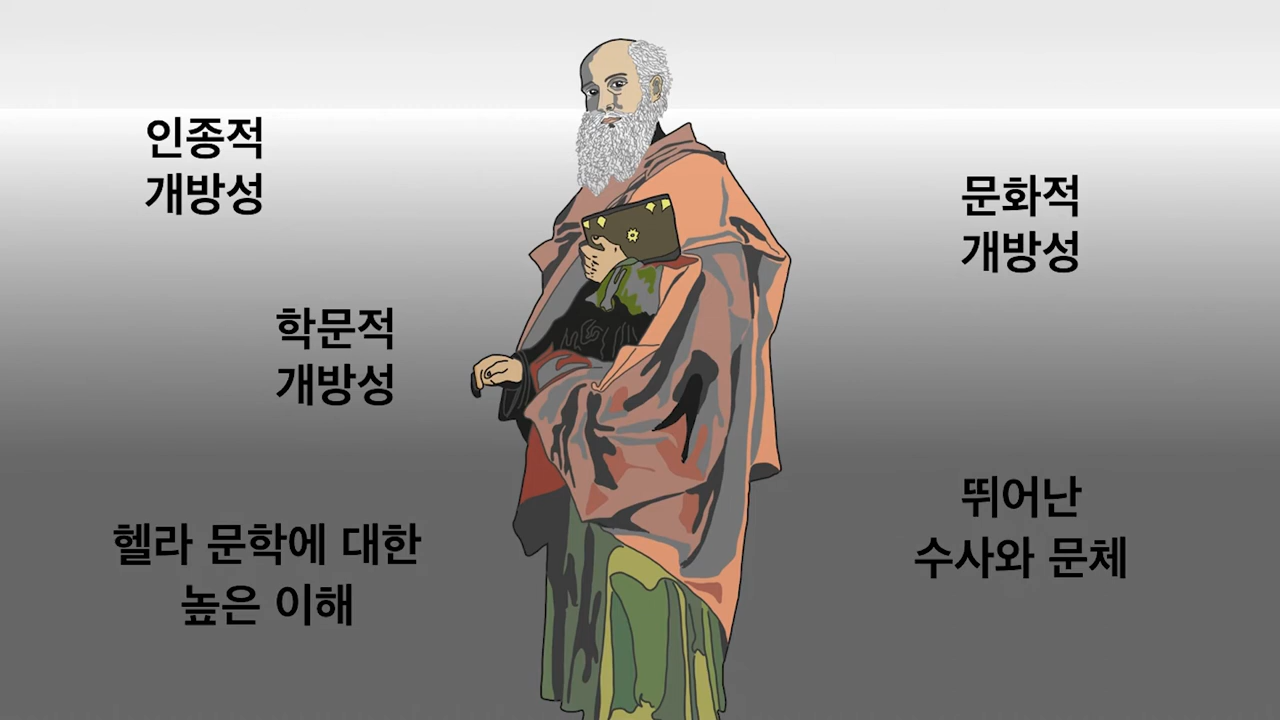 인종적
개방성
문화적
개방성
학문적
개방성
뛰어난
수사와 문체
헬라 문학에 대한
높은 이해